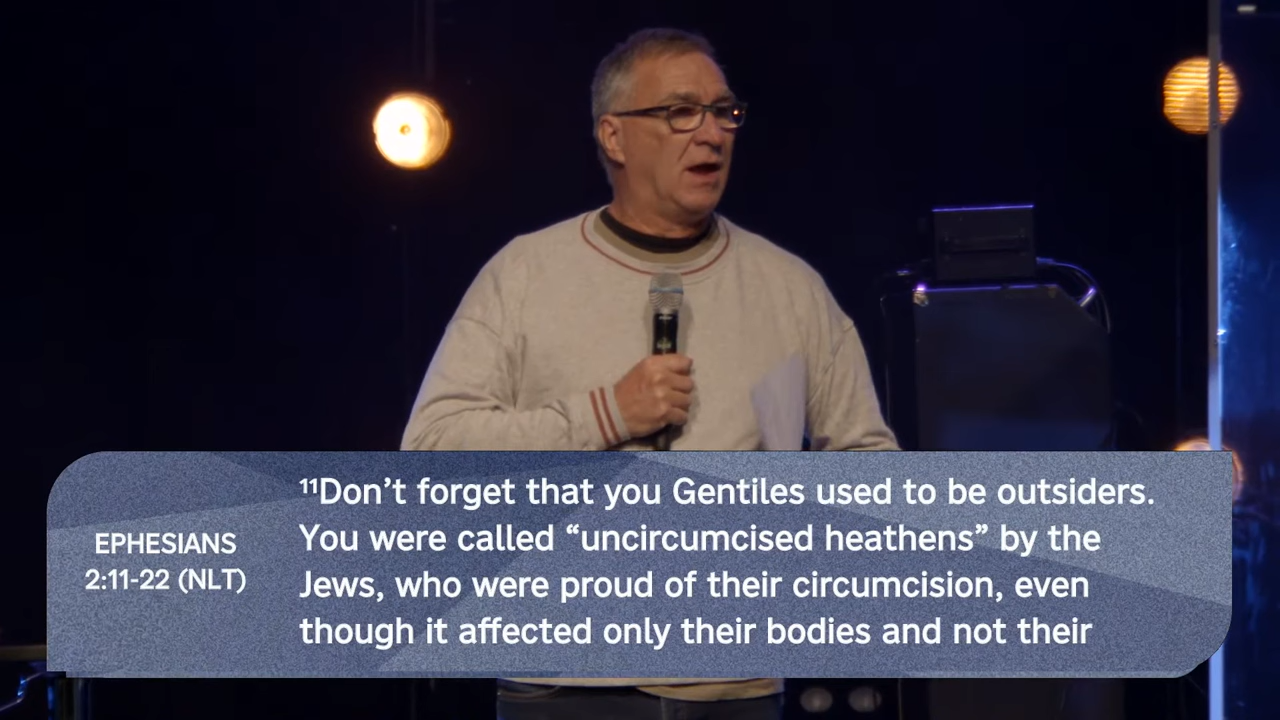 EPHESIANS
2:11-22 (NLT)
¹¹Don’t forget that you Gentiles used to be outsiders.
You were called “uncircumcised heathens” by the
Jews, who were proud of their circumcision, even
though it affected only their bodies and not their